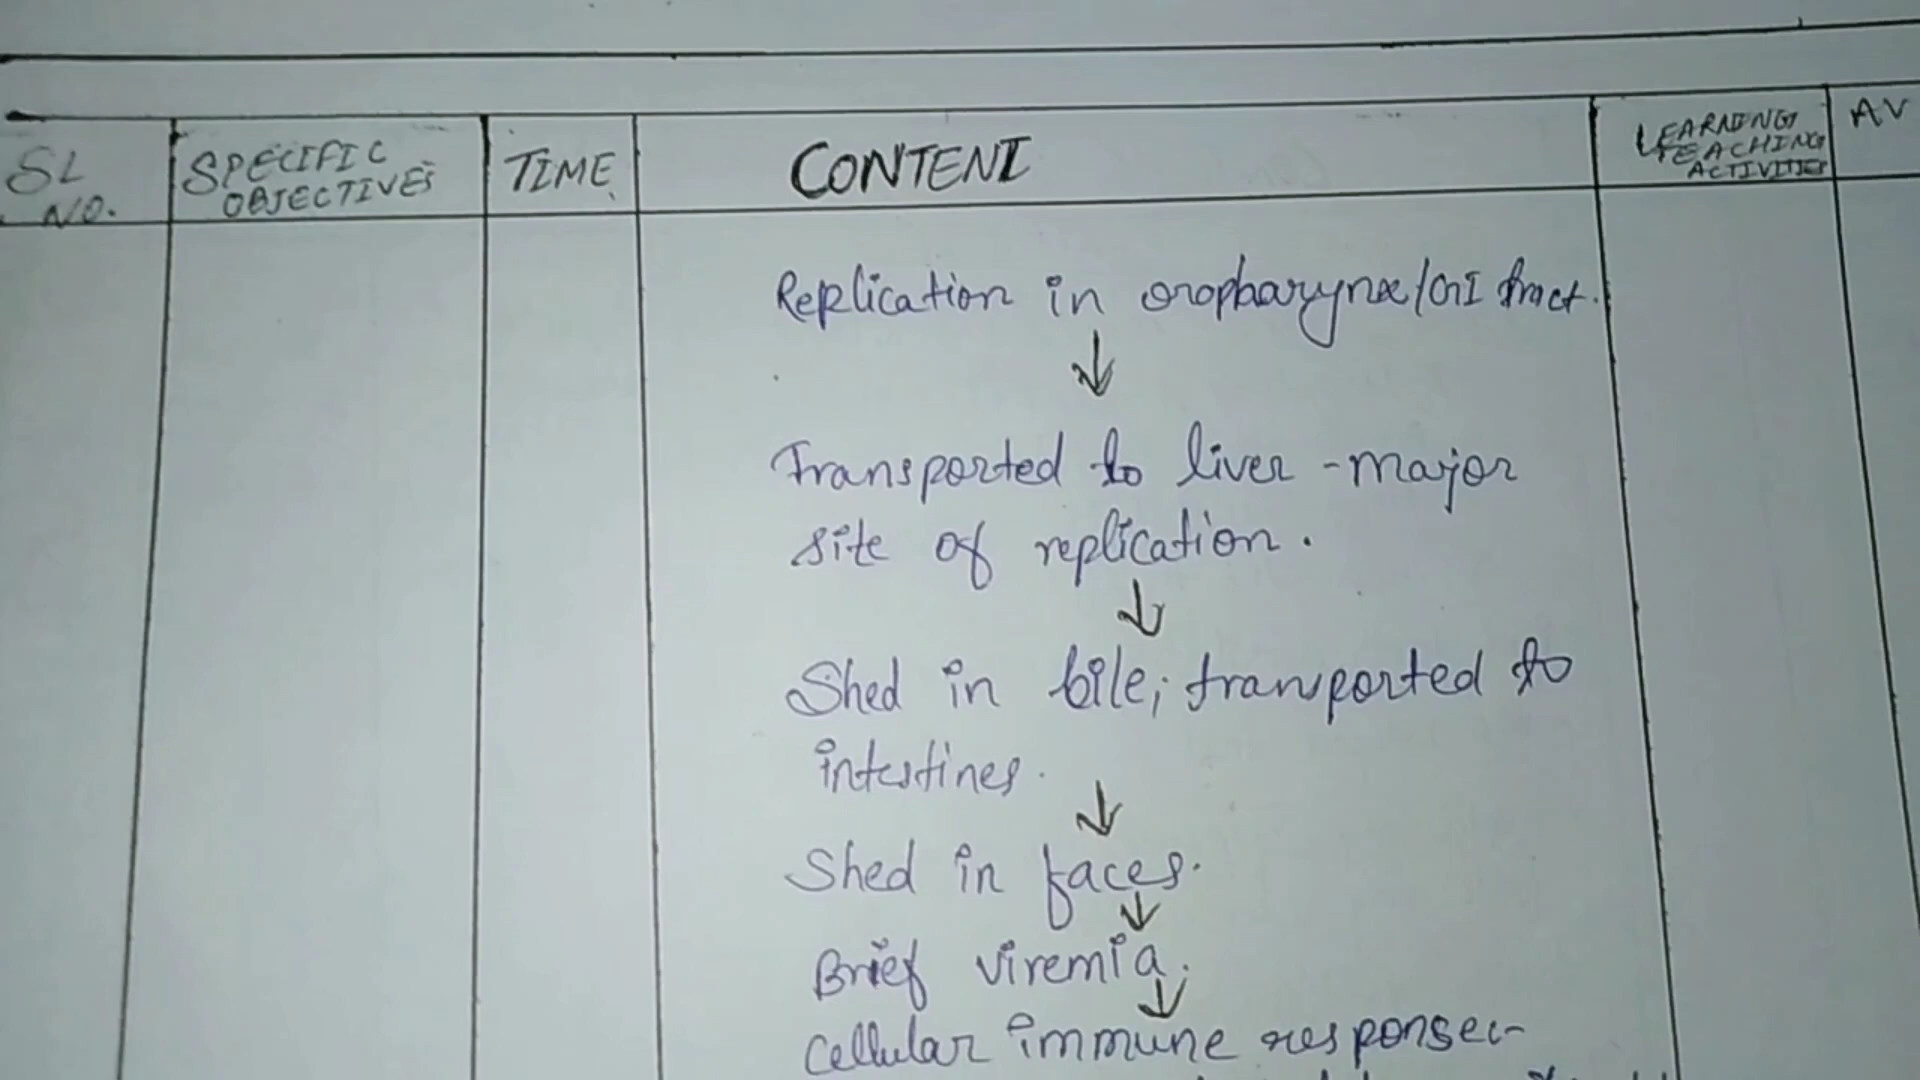 SL NO.
SPECIFIC OBJECTIVES
TIME
CONTENT
LEARNING TEACHING ACTIVITIES
AV
Replication in oropharynx/GI tract.
↓
Transported to liver - major
site of replication.
↓
Shed in bile; transported to
intestines.
↓
Shed in faces.
↓
Brief viremia.
↓
Cellular immune response:-